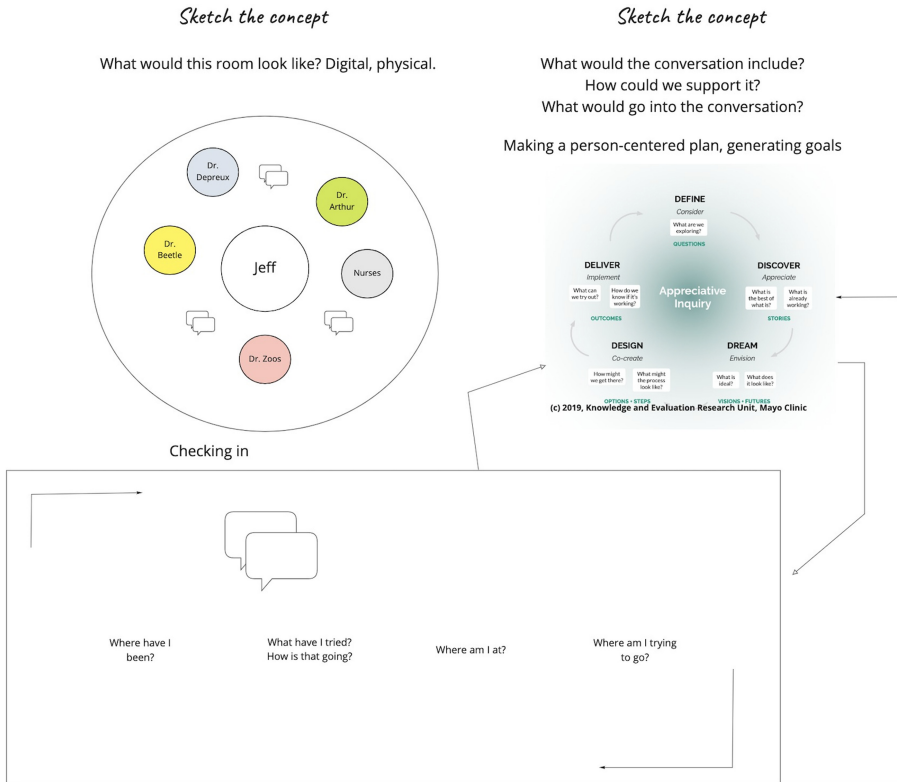 Sketch the concept
What would this room look like? Digital, physical.
Dr.
Depreux
Dr.
Arthur
Dr.
Beetle
Jeff
Nurses
Dr. Zoos
Sketch the concept
What would the conversation include?
How could we support it?
What would go into the conversation?
Making a person-centered plan, generating goals
DEFINE
Consider
What are we
exploring?
QUESTIONS
DELIVER
Implement
What can
we try out?
How do we
know if it's
working?
OUTCOMES
Appreciative
Inquiry
DISCOVER
Appreciate
What is
the best of
what is?
What is
already
working?
STORIES
DESIGN
Co-create
How might
we get there?
What might
the process
look like?
OPTIONS + STEPS
DREAM
Envision
What is
ideal?
What does
it look like?
VISIONS + FUTURES
(c) 2019, Knowledge and Evaluation Research Unit, Mayo Clinic
Checking in
Where have I
been?
What have I tried?
How is that going?
Where am I at?
Where am I trying
to go?